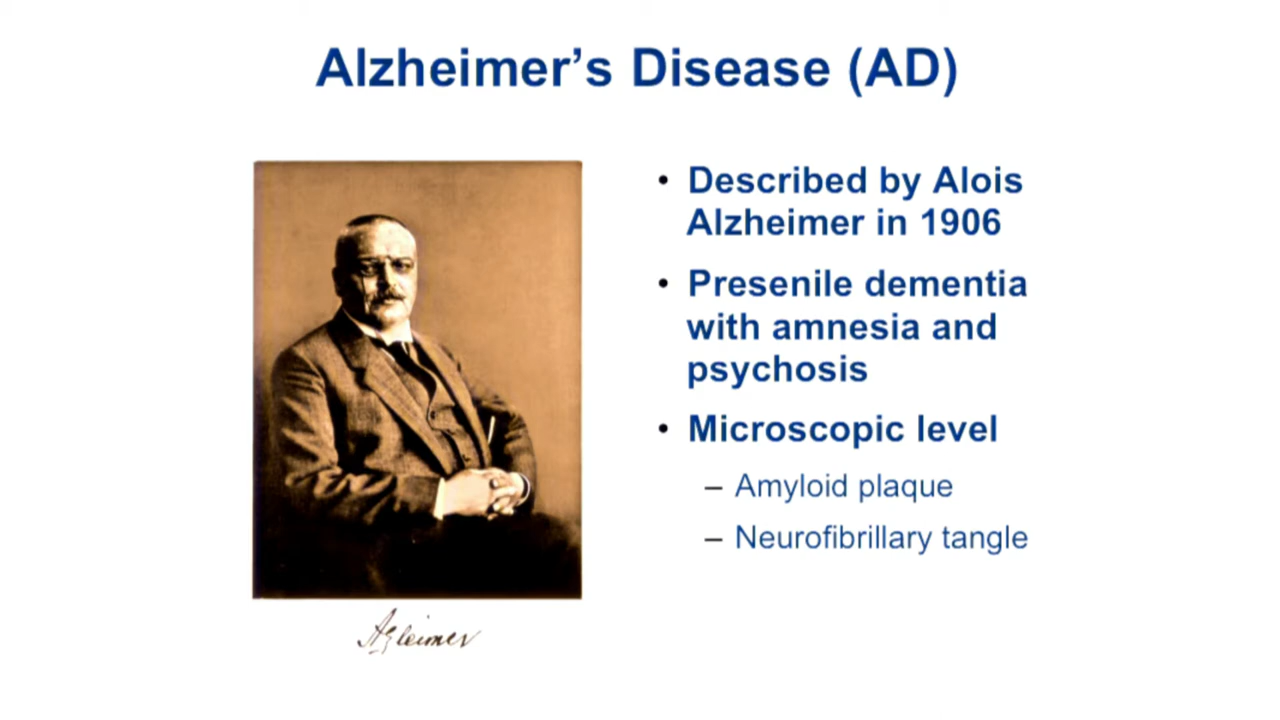 Alzheimer’s Disease (AD)
• Described by Alois
Alzheimer in 1906
• Presenile dementia
with amnesia and
psychosis
• Microscopic level
– Amyloid plaque
– Neurofibrillary tangle